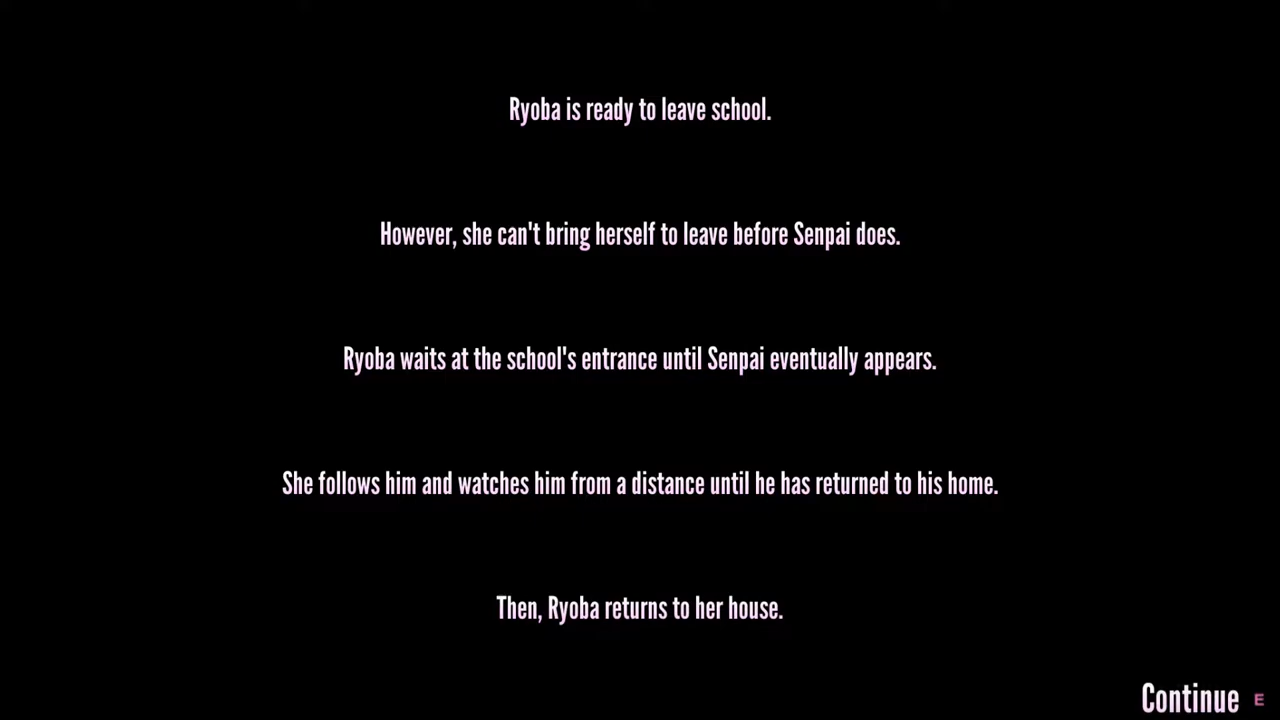 Ryoba is ready to leave school.
However, she can't bring herself to leave before Senpai does.
Ryoba waits at the school's entrance until Senpai eventually appears.
She follows him and watches him from a distance until he has returned to his home.
Then, Ryoba returns to her house.
Continue E